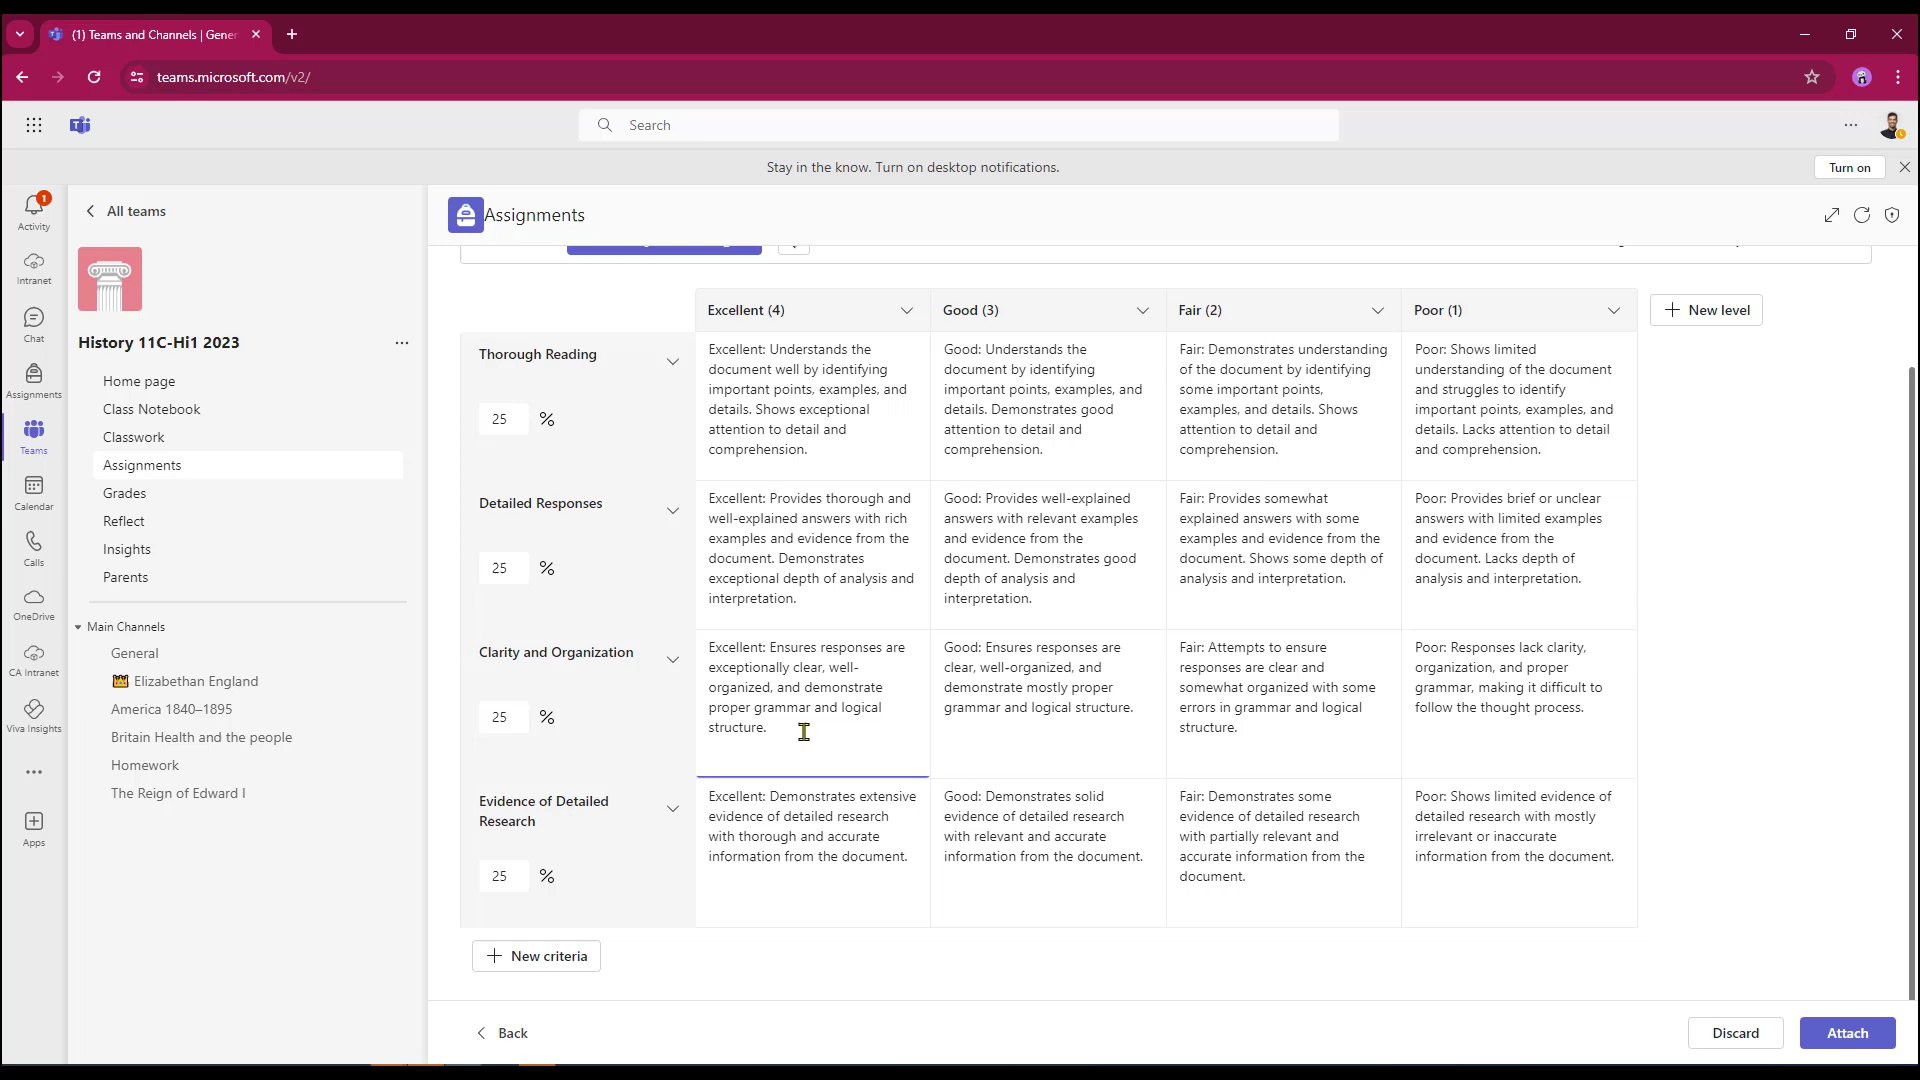 (1) Teams and Channels | Gener
teams.microsoft.com/v2/
Search
Stay in the know. Turn on desktop notifications.
Turn on
1
Activity
Intranet
Chat
Assignments
Teams
Calendar
Calls
OneDrive
CA Intranet
Viva Insights
Apps
All teams
History 11C-Hi1 2023
Home page
Class Notebook
Classwork
Assignments
Grades
Reflect
Insights
Parents
Main Channels
General
Elizabethan England
America 1840–1895
Britain Health and the people
Homework
The Reign of Edward I
Assignments
Excellent (4)
Good (3)
Fair (2)
Poor (1)
New level
Thorough Reading
25 %
Excellent: Understands the
document well by identifying
important points, examples, and
details. Shows exceptional
attention to detail and
comprehension.
Good: Understands the
document by identifying
important points, examples, and
details. Demonstrates good
attention to detail and
comprehension.
Fair: Demonstrates understanding
of the document by identifying
some important points,
examples, and details. Shows
attention to detail and
comprehension.
Poor: Shows limited
understanding of the document
and struggles to identify
important points, examples, and
details. Lacks attention to detail
and comprehension.
Detailed Responses
25 %
Excellent: Provides thorough and
well-explained answers with rich
examples and evidence from the
document. Demonstrates
exceptional depth of analysis and
interpretation.
Good: Provides well-explained
answers with relevant examples
and evidence from the
document. Demonstrates good
depth of analysis and
interpretation.
Fair: Provides somewhat
explained answers with some
examples and evidence from the
document. Shows some depth of
analysis and interpretation.
Poor: Provides brief or unclear
answers with limited examples
and evidence from the
document. Lacks depth of
analysis and interpretation.
Clarity and Organization
25 %
Excellent: Ensures responses are
exceptionally clear, well-
organized, and demonstrate
proper grammar and logical
structure.
Good: Ensures responses are
clear, well-organized, and
demonstrate mostly proper
grammar and logical structure.
Fair: Attempts to ensure
responses are clear and
somewhat organized with some
errors in grammar and logical
structure.
Poor: Responses lack clarity,
organization, and proper
grammar, making it difficult to
follow the thought process.
Evidence of Detailed
Research
25 %
Excellent: Demonstrates extensive
evidence of detailed research
with thorough and accurate
information from the document.
Good: Demonstrates solid
evidence of detailed research
with relevant and accurate
information from the document.
Fair: Demonstrates some
evidence of detailed research
with partially relevant and
accurate information from the
document.
Poor: Shows limited evidence of
detailed research with mostly
irrelevant or inaccurate
information from the document.
New criteria
Back
Discard
Attach